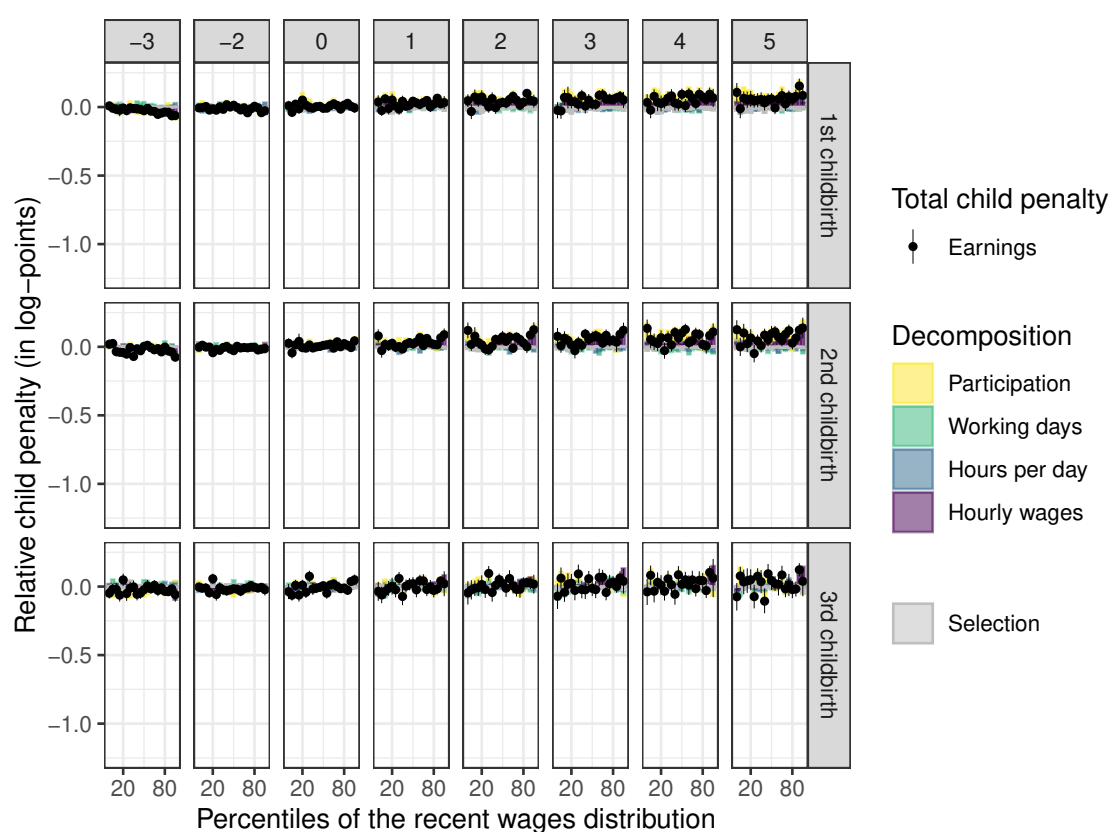 −3 −2 0 1 2 3 4 5
0.0
−0.5
−1.0
1st childbirth
0.0
−0.5
−1.0
2nd childbirth
0.0
−0.5
−1.0
3rd childbirth
20 80 20 80 20 80 20 80 20 80 20 80 20 80 20 80
Percentiles of the recent wages distribution
Relative child penalty (in log−points)
Total child penalty
Earnings
Decomposition
Participation
Working days
Hours per day
Hourly wages
Selection